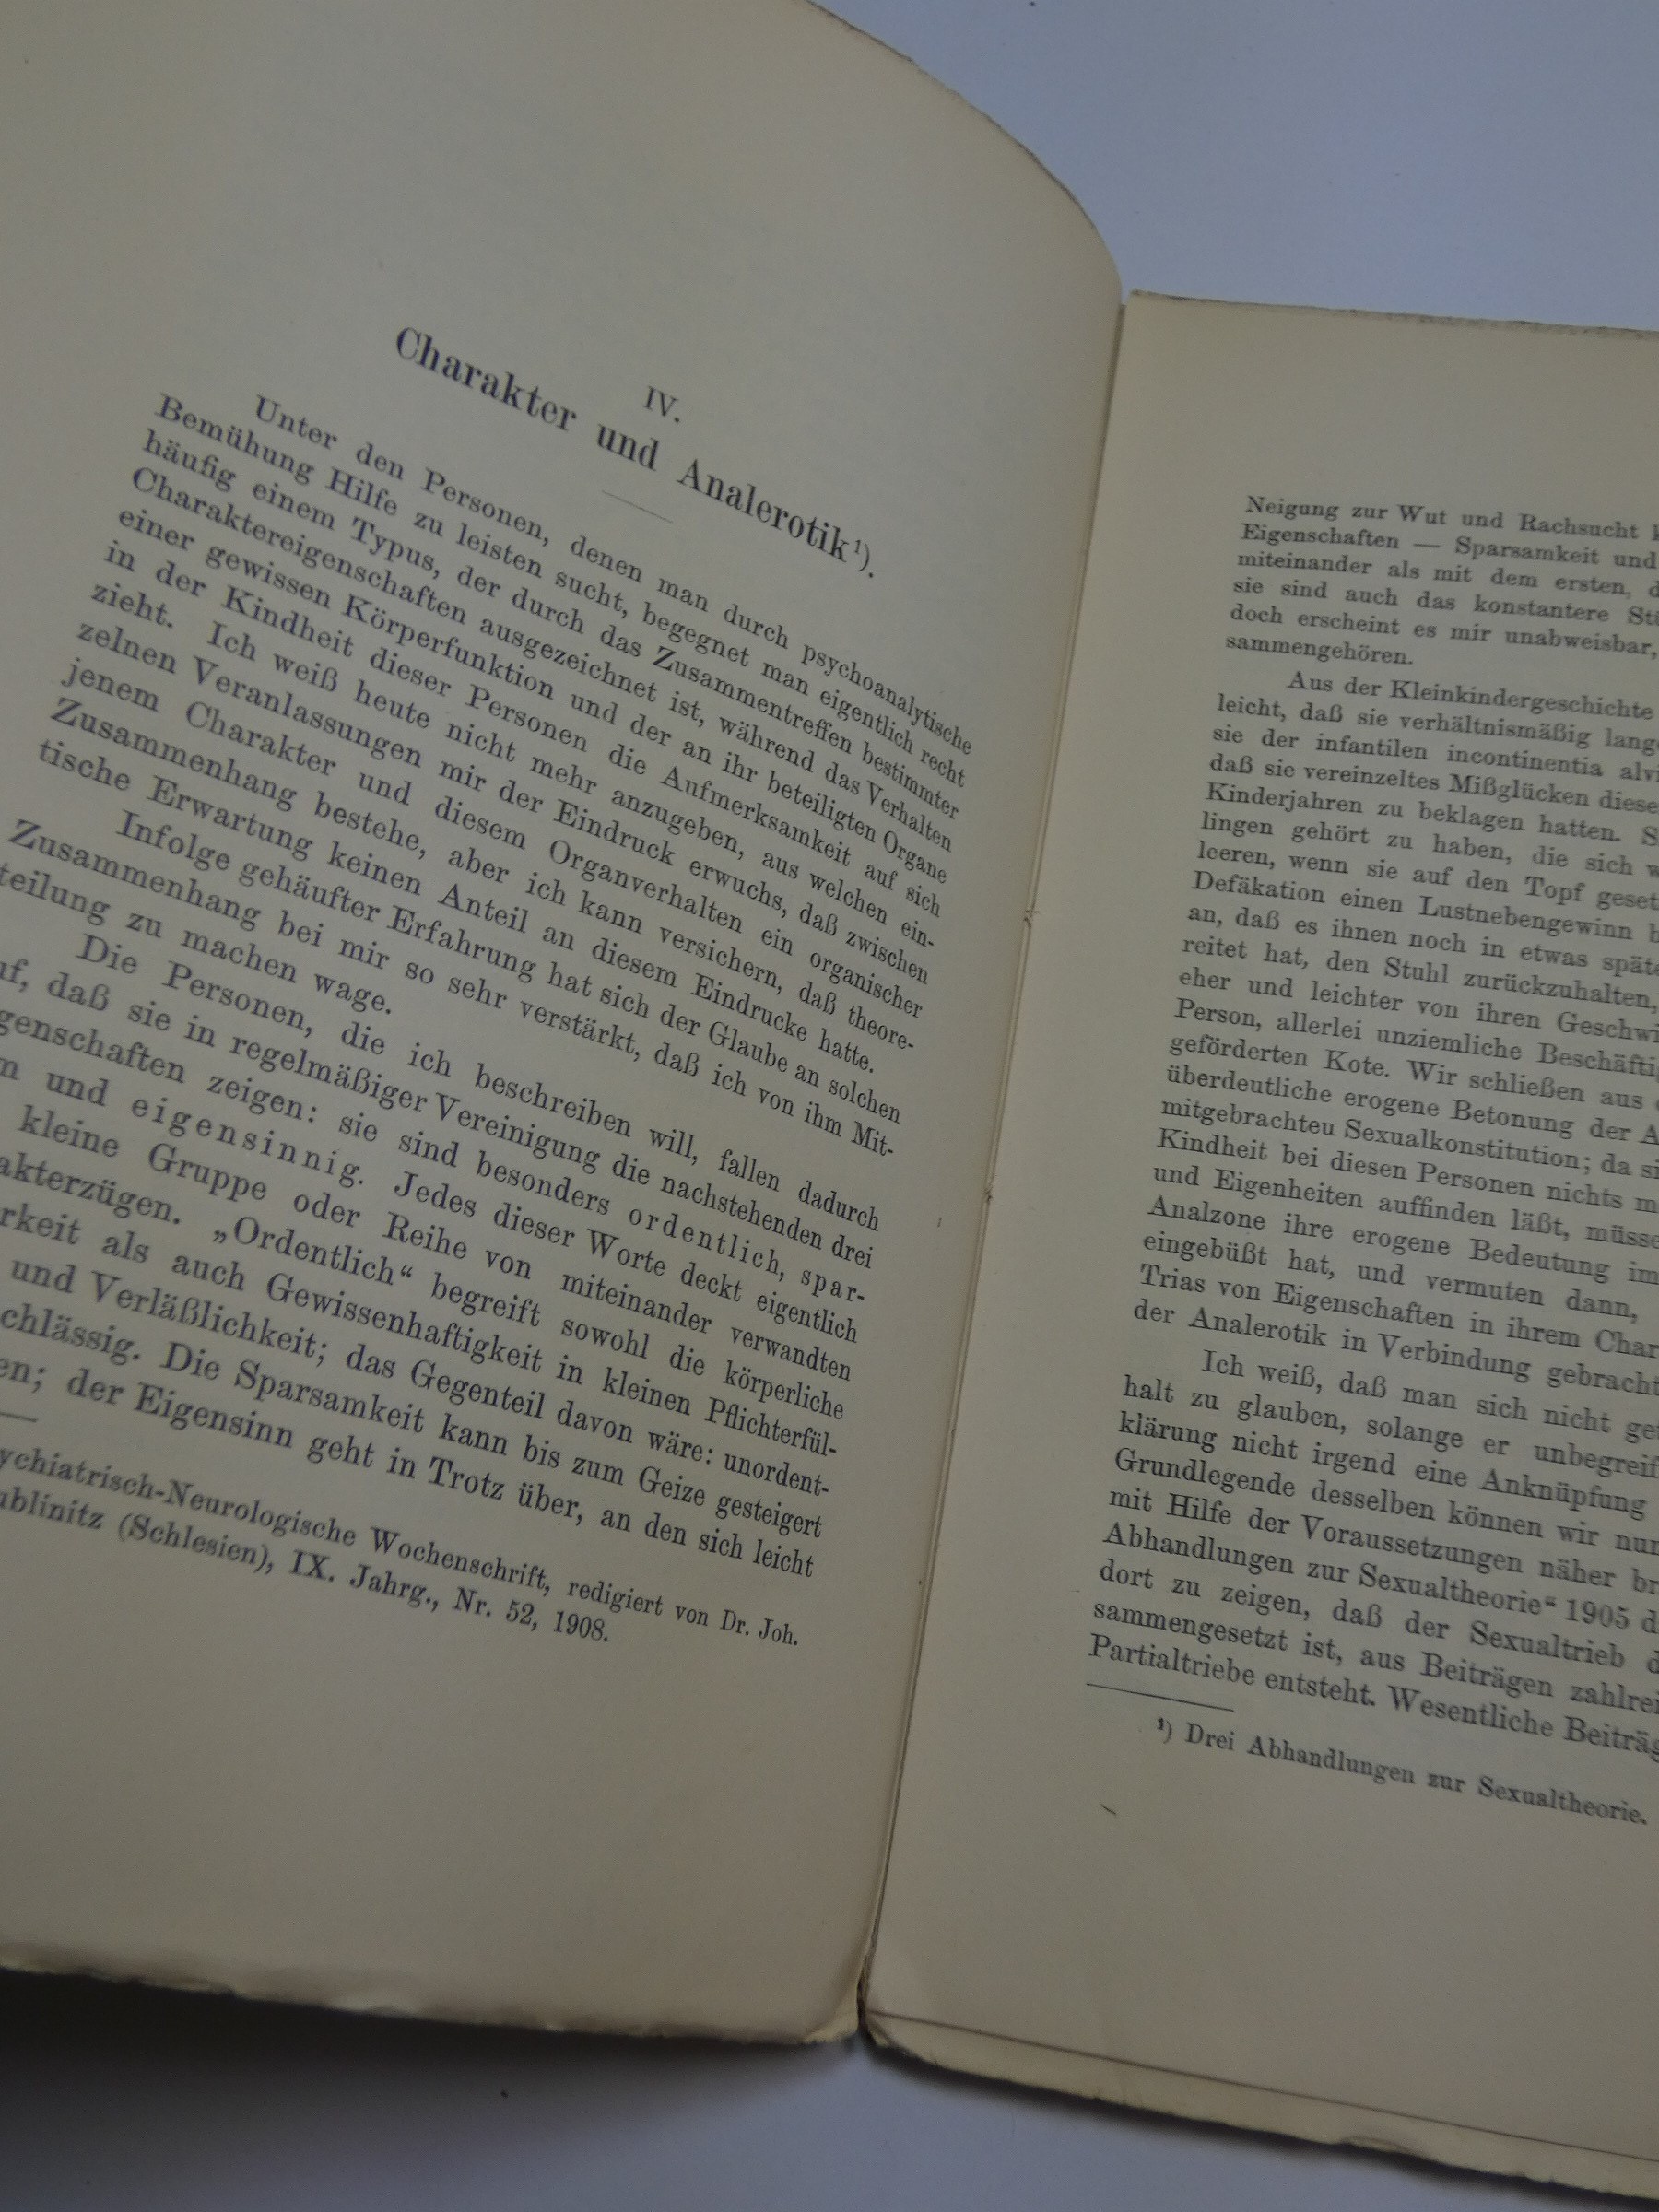 IV.
Charakter und Analerotik¹).
Unter den Personen, denen man durch psychoanalytische
Bemühung Hilfe zu leisten sucht, begegnet man eigentlich recht
häufig einem Typus, der durch das Zusammentreffen bestimmter
Charaktereigenschaften ausgezeichnet ist, während das Verhalten
einer gewissen Körperfunktion und der an ihr beteiligten Organe
in der Kindheit dieser Personen die Aufmerksamkeit auf sich
zieht. Ich weiß heute nicht mehr anzugeben, aus welchen ein-
zelnen Veranlassungen mir der Eindruck erwuchs, daß zwischen
jenem Charakter und diesem Organverhalten ein organischer
Zusammenhang bestehe, aber ich kann versichern, daß theore-
tische Erwartung keinen Anteil an diesem Eindrucke hatte.
Infolge gehäufter Erfahrung hat sich der Glaube an solchen
Zusammenhang bei mir so sehr verstärkt, daß ich von ihm Mit-
teilung zu machen wage.
Die Personen, die ich beschreiben will, fallen dadurch
uf, daß sie in regelmäßiger Vereinigung die nachstehenden drei
genschaften zeigen: sie sind besonders ordentlich, spar-
m und eigensinnig. Jedes dieser Worte deckt eigentlich
kleine Gruppe oder Reihe von miteinander verwandten
akterzügen. „Ordentlich“ begreift sowohl die körperliche
rkeit als auch Gewissenhaftigkeit in kleinen Pflichterfül-
und Verläßlichkeit; das Gegenteil davon wäre: unordent-
chlässig. Die Sparsamkeit kann bis zum Geize gesteigert
en; der Eigensinn geht in Trotz über, an den sich leicht
ychiatrisch-Neurologische Wochenschrift, redigiert von Dr. Joh.
ublinitz (Schlesien), IX. Jahrg., Nr. 52, 1908.
Neigung zur Wut und Rachsucht k
Eigenschaften — Sparsamkeit und
miteinander als mit dem ersten, d
sie sind auch das konstantere Stü
doch erscheint es mir unabweisbar,
sammengehören.
Aus der Kleinkindergeschichte
leicht, daß sie verhältnismäßig lang
sie der infantilen incontinentia alvi
daß sie vereinzeltes Mißglücken diese
Kinderjahren zu beklagen hatten. S
lingen gehört zu haben, die sich w
leeren, wenn sie auf den Topf geset
Defäkation einen Lustnebengewinn b
an, daß es ihnen noch in etwas späte
reitet hat, den Stuhl zurückzuhalten,
eher und leichter von ihren Geschwi
Person, allerlei unziemliche Beschäfti
geförderten Kote. Wir schließen aus
überdeutliche erogene Betonung der A
mitgebrachten Sexualkonstitution; da si
Kindheit bei diesen Personen nichts m
und Eigenheiten auffinden läßt, müsse
Analzone ihre erogene Bedeutung im
eingebüßt hat, und vermuten dann,
Trias von Eigenschaften in ihrem Char
der Analerotik in Verbindung gebracht
Ich weiß, daß man sich nicht get
halt zu glauben, solange er unbegreif
klärung nicht irgend eine Anknüpfung
Grundlegende desselben können wir nun
mit Hilfe der Voraussetzungen näher br
Abhandlungen zur Sexualtheorie“ 1905 d
dort zu zeigen, daß der Sexualtrieb d
sammengesetzt ist, aus Beiträgen zahlrei
Partialtriebe entsteht. Wesentliche Beiträg
¹) Drei Abhandlungen zur Sexualtheorie.